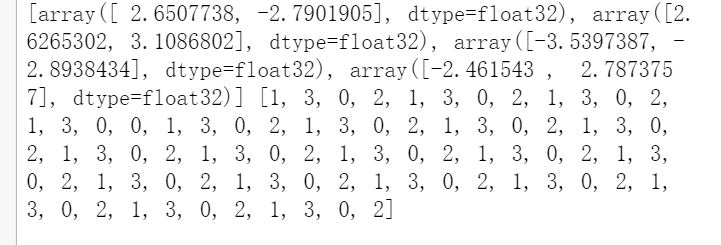 [array([ 2.6507738, -2.7901905], dtype=float32), array([2.
6265302, 3.1086802], dtype=float32), array([-3.5397387, -
2.8938434], dtype=float32), array([-2.461543 ,  2.787375
7], dtype=float32)] [1, 3, 0, 2, 1, 3, 0, 2, 1, 3, 0, 2,
1, 3, 0, 0, 1, 3, 0, 2, 1, 3, 0, 2, 1, 3, 0, 2, 1, 3, 0,
2, 1, 3, 0, 2, 1, 3, 0, 2, 1, 3, 0, 2, 1, 3, 0, 2, 1, 3,
0, 2, 1, 3, 0, 2, 1, 3, 0, 2, 1, 3, 0, 2, 1, 3, 0, 2, 1,
3, 0, 2, 1, 3, 0, 2, 1, 3, 0, 2]